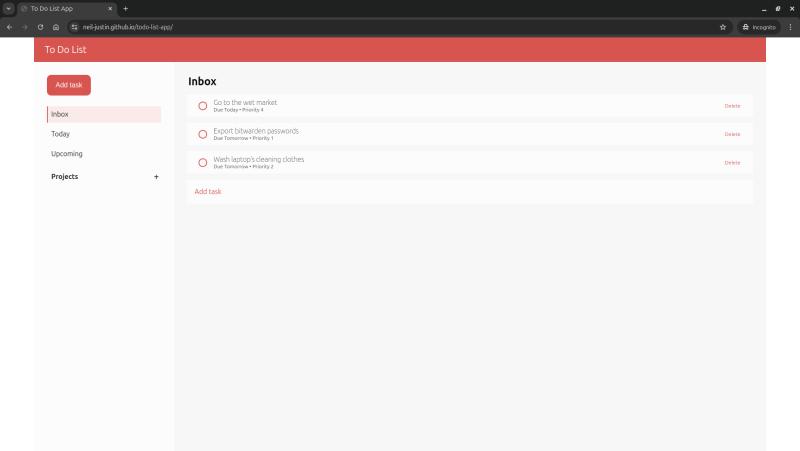 To Do List App
neil-justin.github.io/todo-list-app/
Incognito
To Do List
Add task
Inbox
Today
Upcoming
Projects +
Inbox
Go to the wet market
Due Today • Priority 4
Delete
Export bitwarden passwords
Due Tomorrow • Priority 1
Delete
Wash laptop's cleaning clothes
Due Tomorrow • Priority 2
Delete
Add task